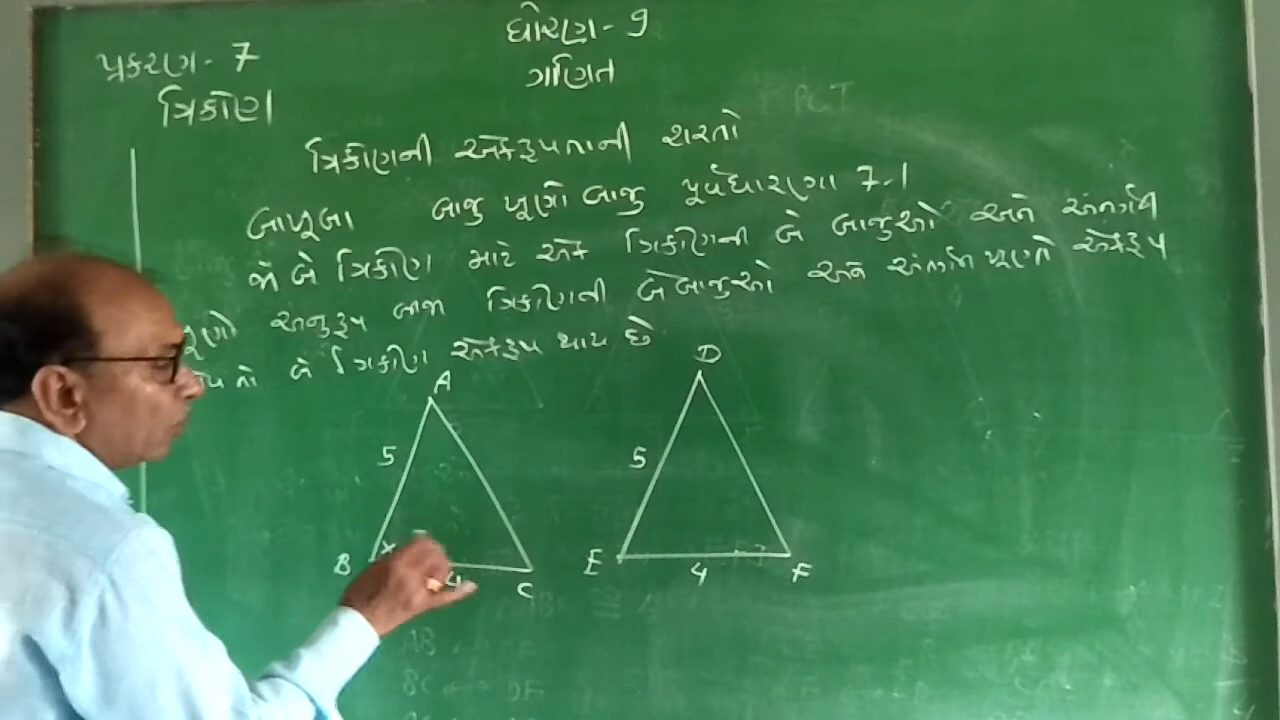 ધોરણ - 9
ગણિત
પ્રકરણ - 7
ત્રિકોણ
ત્રિકોણની એકરૂપતાની શરતો
બાખૂબા બાજુ ખૂણો બાજુ પૂર્વધારણા 7.1
જો બે ત્રિકોણ માટે એક ત્રિકોણની બે બાજુઓ અને અંતર્ગત
ખૂણો અનુરૂપ બીજા ત્રિકોણની બે બાજુઓ અને અંતર્ગત ખૂણો એકરૂપ
તો બે ત્રિકોણ એકરૂપ થાય છે
A
5
B
x
4
C
D
5
E
4
F